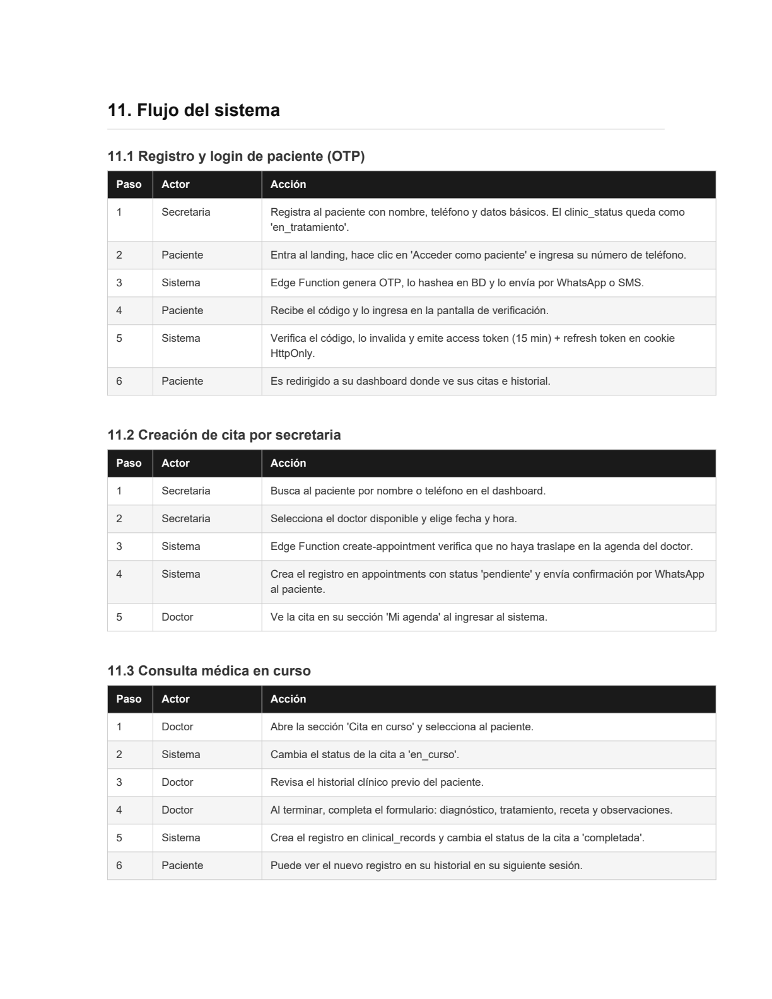 11. Flujo del sistema
11.1 Registro y login de paciente (OTP)
Paso Actor Acción
1 Secretaria Registra al paciente con nombre, teléfono y datos básicos. El clinic_status queda como
'en_tratamiento'.
2 Paciente Entra al landing, hace clic en 'Acceder como paciente' e ingresa su número de teléfono.
3 Sistema Edge Function genera OTP, lo hashea en BD y lo envía por WhatsApp o SMS.
4 Paciente Recibe el código y lo ingresa en la pantalla de verificación.
5 Sistema Verifica el código, lo invalida y emite access token (15 min) + refresh token en cookie
HttpOnly.
6 Paciente Es redirigido a su dashboard donde ve sus citas e historial.
11.2 Creación de cita por secretaria
Paso Actor Acción
1 Secretaria Busca al paciente por nombre o teléfono en el dashboard.
2 Secretaria Selecciona el doctor disponible y elige fecha y hora.
3 Sistema Edge Function create-appointment verifica que no haya traslape en la agenda del doctor.
4 Sistema Crea el registro en appointments con status 'pendiente' y envía confirmación por WhatsApp
al paciente.
5 Doctor Ve la cita en su sección 'Mi agenda' al ingresar al sistema.
11.3 Consulta médica en curso
Paso Actor Acción
1 Doctor Abre la sección 'Cita en curso' y selecciona al paciente.
2 Sistema Cambia el status de la cita a 'en_curso'.
3 Doctor Revisa el historial clínico previo del paciente.
4 Doctor Al terminar, completa el formulario: diagnóstico, tratamiento, receta y observaciones.
5 Sistema Crea el registro en clinical_records y cambia el status de la cita a 'completada'.
6 Paciente Puede ver el nuevo registro en su historial en su siguiente sesión.